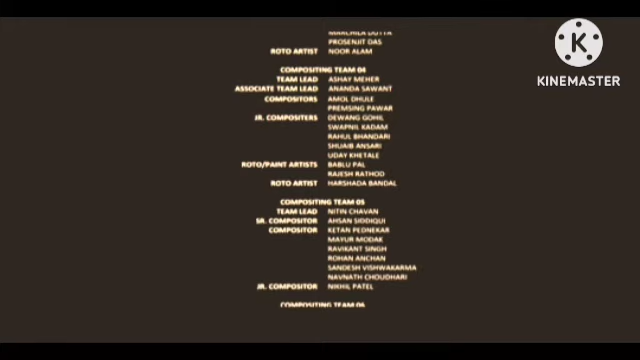 PROSENJIT DAS
ROTO ARTIST NOOR ALAM
COMPOSITING TEAM 04
TEAM LEAD ABHAY MEHER
ASSOCIATE TEAM LEAD ANANDA SAWANT
COMPOSITORS AMOL DHULE
PREMSING PAWAR
JR. COMPOSITERS DEWANG GOHIL
SWAPNIL KADAM
RAHUL BHANDARI
SHUAIB ANSARI
UDAY KHETALE
ROTO/PAINT ARTISTS BABLU PAL
RAJESH RATHOD
ROTO ARTIST HARSHADA BANDAL
COMPOSITING TEAM 05
TEAM LEAD NITIN CHAVAN
SR. COMPOSITOR AHSAN SIDDIQUI
COMPOSITOR KETAN PEDNEKAR
MAYUR MODAK
RAVIKANT SINGH
ROHAN ANCHAN
SANDESH VISHWAKARMA
NAVNATH CHOUDHARI
JR. COMPOSITOR NIKHIL PATEL
COMPOSITING TEAM 06
K
KINEMASTER